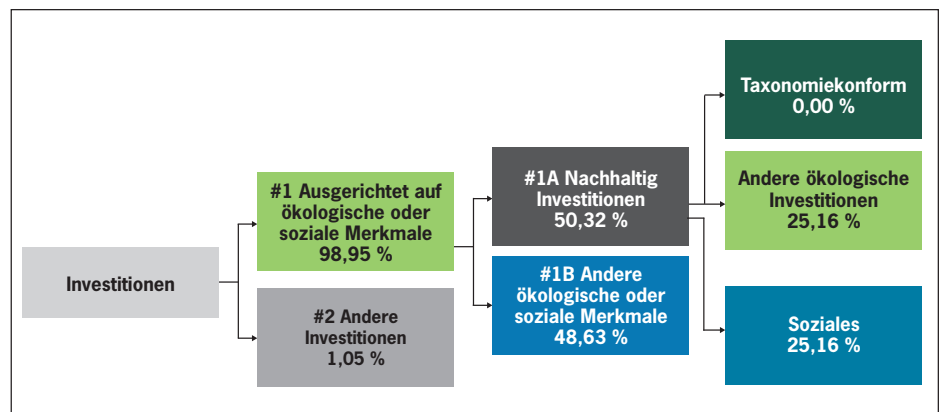 Investitionen
#1 Ausgerichtet auf
ökologische oder
soziale Merkmale
98,95 %
#2 Andere
Investitionen
1,05 %
#1A Nachhaltig
Investitionen
50,32 %
#1B Andere
ökologische oder
soziale Merkmale
48,63 %
Taxonomiekonform
0,00 %
Andere ökologische
Investitionen
25,16 %
Soziales
25,16 %